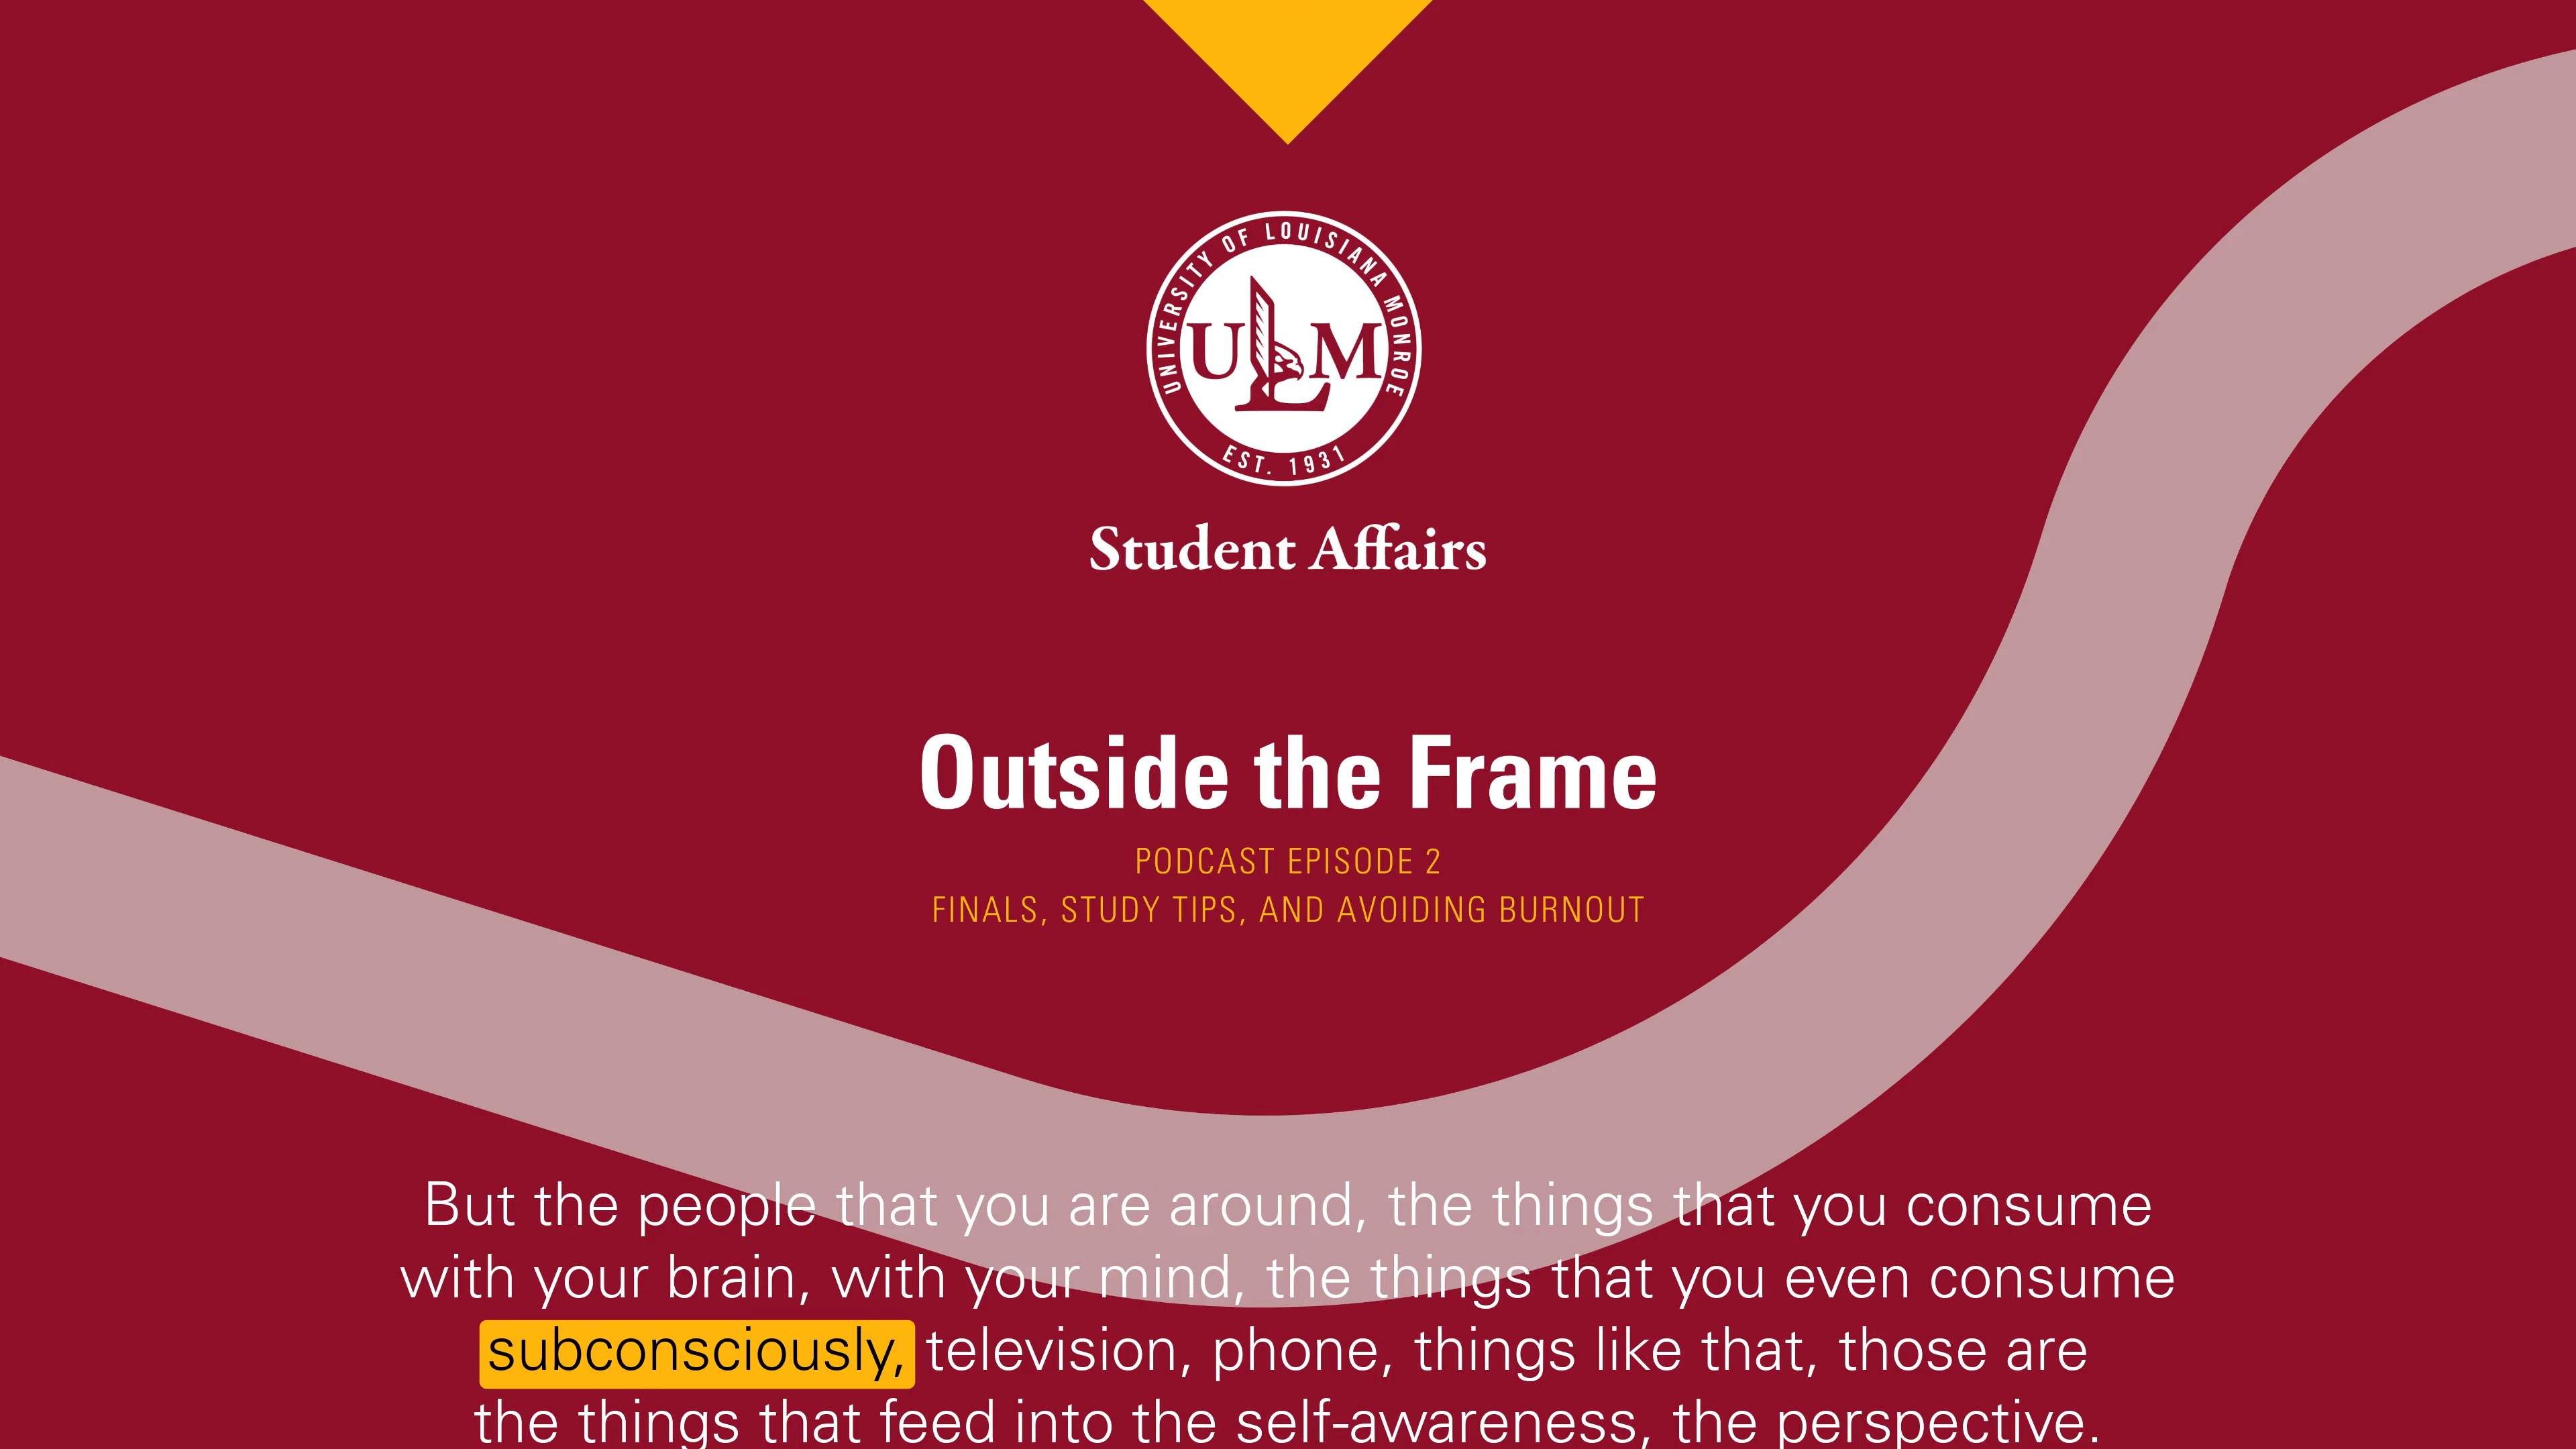 UNIVERSITY OF LOUISIANA MONROE
ULM
EST. 1931
Student Affairs
Outside the Frame
PODCAST EPISODE 2
FINALS, STUDY TIPS, AND AVOIDING BURNOUT
But the people that you are around, the things that you consume
with your brain, with your mind, the things that you even consume
subconsciously, television, phone, things like that, those are
the things that feed into the self-awareness, the perspective.